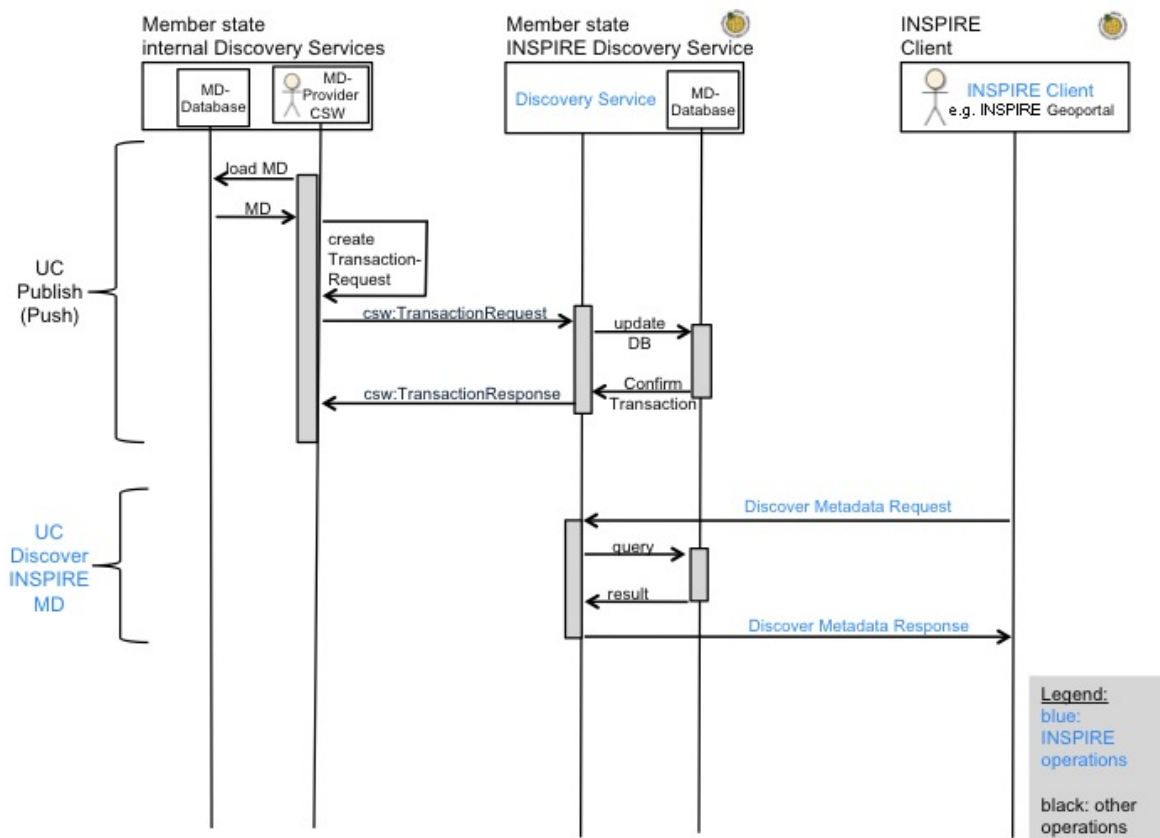 Member state
internal Discovery Services
Member state
INSPIRE Discovery Service
INSPIRE
Client
MD-
Database
MD-
Provider
CSW
Discovery Service
MD-
Database
INSPIRE Client
e.g. INSPIRE Geoportal
load MD
MD
create
Transaction-
Request
UC
Publish
(Push)
csw:TransactionRequest
update
DB
Confirm
Transaction
csw:TransactionResponse
Discover Metadata Request
UC
Discover
INSPIRE
MD
query
result
Discover Metadata Response
Legend:
blue:
INSPIRE
operations
black: other
operations